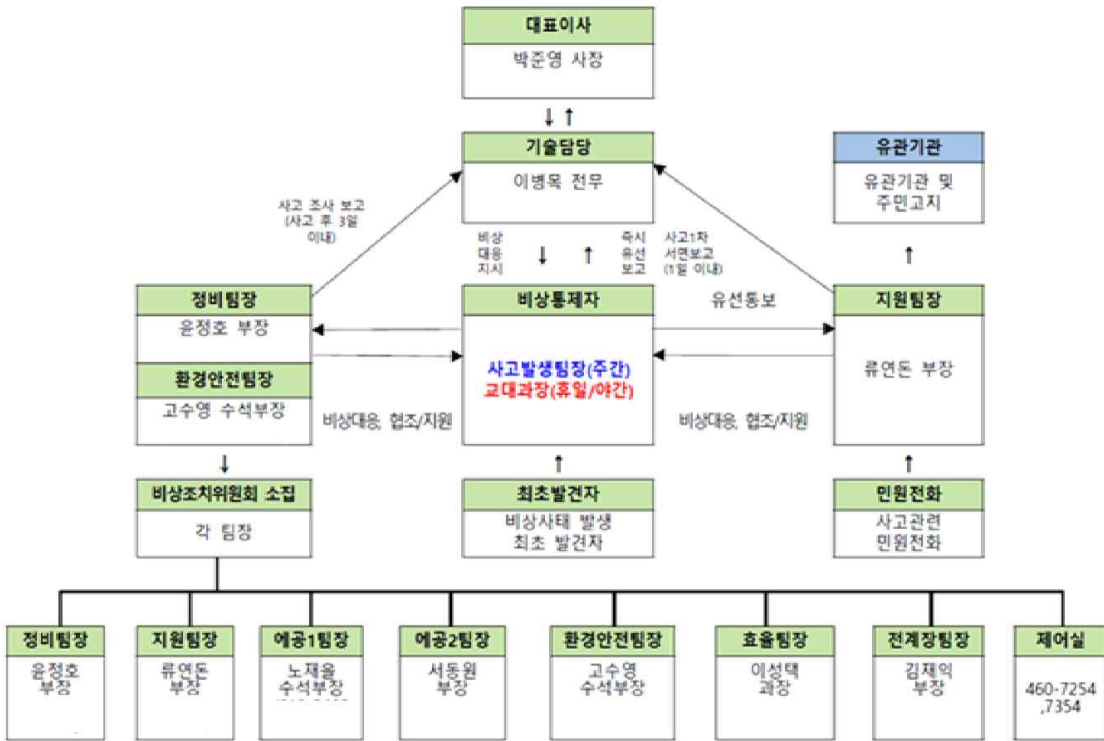 대표이사
박준영 사장
↓ ↑
기술담당
이병목 전무
유관기관
유관기관 및
주민고지
사고 조사 보고
(사고 후 3일
이내)
비상
대응
지시
↓ ↑
즉시
유선
보고
사고1차
서면보고
(1일 이내)
↑
정비팀장
윤정호 부장
환경안전팀장
고수영 수석부장
비상통제자
사고발생팀장(주간)
교대과장(휴일/야간)
유선통보
지원팀장
류연돈 부장
비상대응, 협조/지원
비상대응, 협조/지원
↓
↑
↑
비상조치위원회 소집
각 팀장
최초발견자
비상사태 발생
최초 발견자
민원전화
사고관련
민원전화
정비팀장
윤정호
부장
지원팀장
류연돈
부장
에공1팀장
노재을
수석부장
에공2팀장
서동원
부장
환경안전팀장
고수영
수석부장
효율팀장
이성택
과장
전계장팀장
김재익
부장
제어실
460-7254
,7354